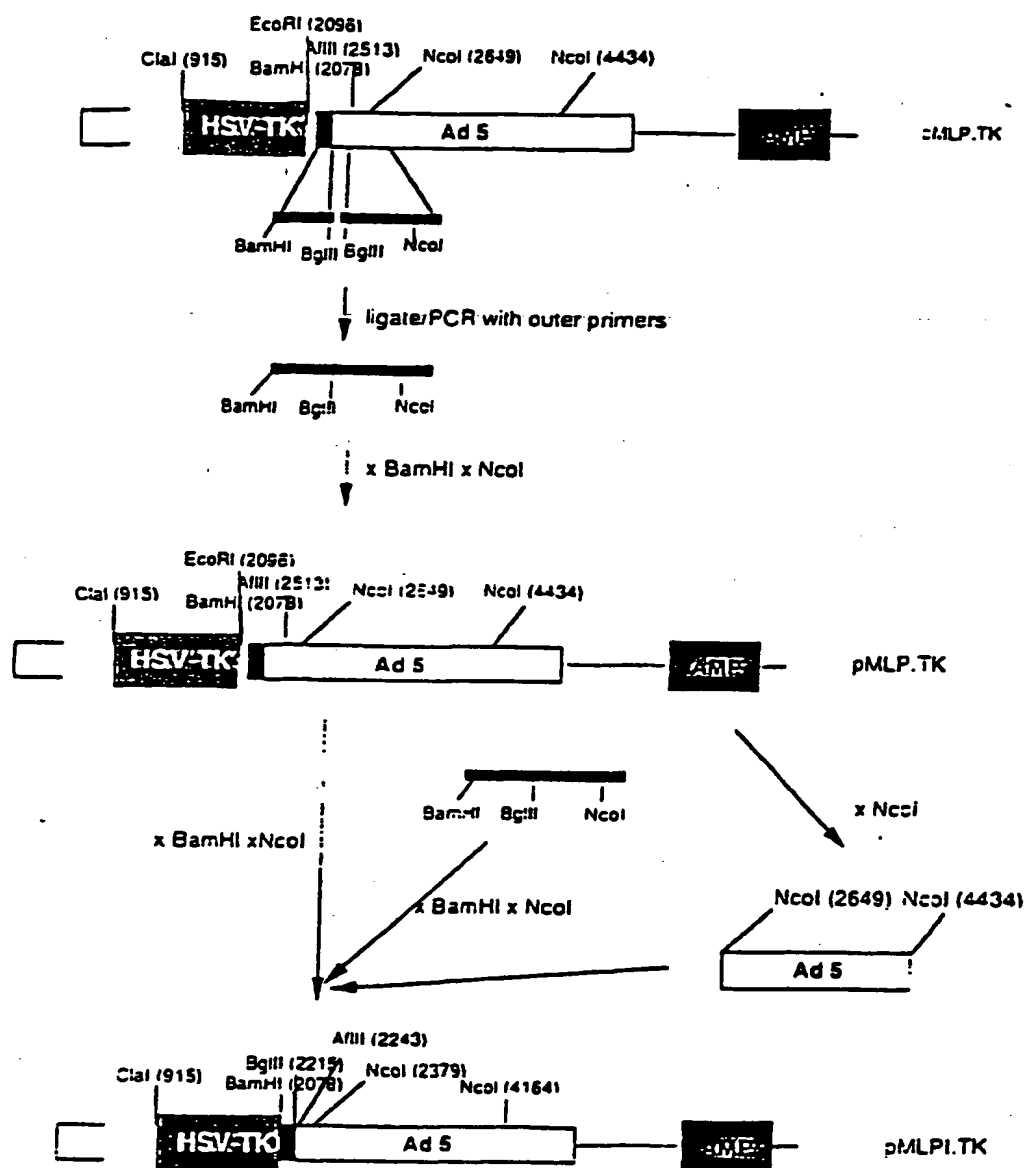 EcoRI (2096)
ClaI (915)
AflII (2513)
BamHI (2078)
NcoI (2649)
NcoI (4434)
HSV-TK
Ad 5
AMP
pMLP.TK
BamHI
BglII
BglII
NcoI
ligate/PCR with outer primers
BamHI
BglII
NcoI
x BamHI x NcoI
EcoRI (2096)
ClaI (915)
AflII (2513)
BamHI (2078)
NcoI (2649)
NcoI (4434)
HSV-TK
Ad 5
AMP
pMLP.TK
BamHI
BglII
NcoI
x BamHI xNcoI
x NcoI
x BamHI x NcoI
NcoI (2649) NcoI (4434)
Ad 5
AflII (2243)
ClaI (915)
BglII (2215)
BamHI (2078)
NcoI (2379)
NcoI (4164)
HSV-TK
Ad 5
AMP
pMLPI.TK